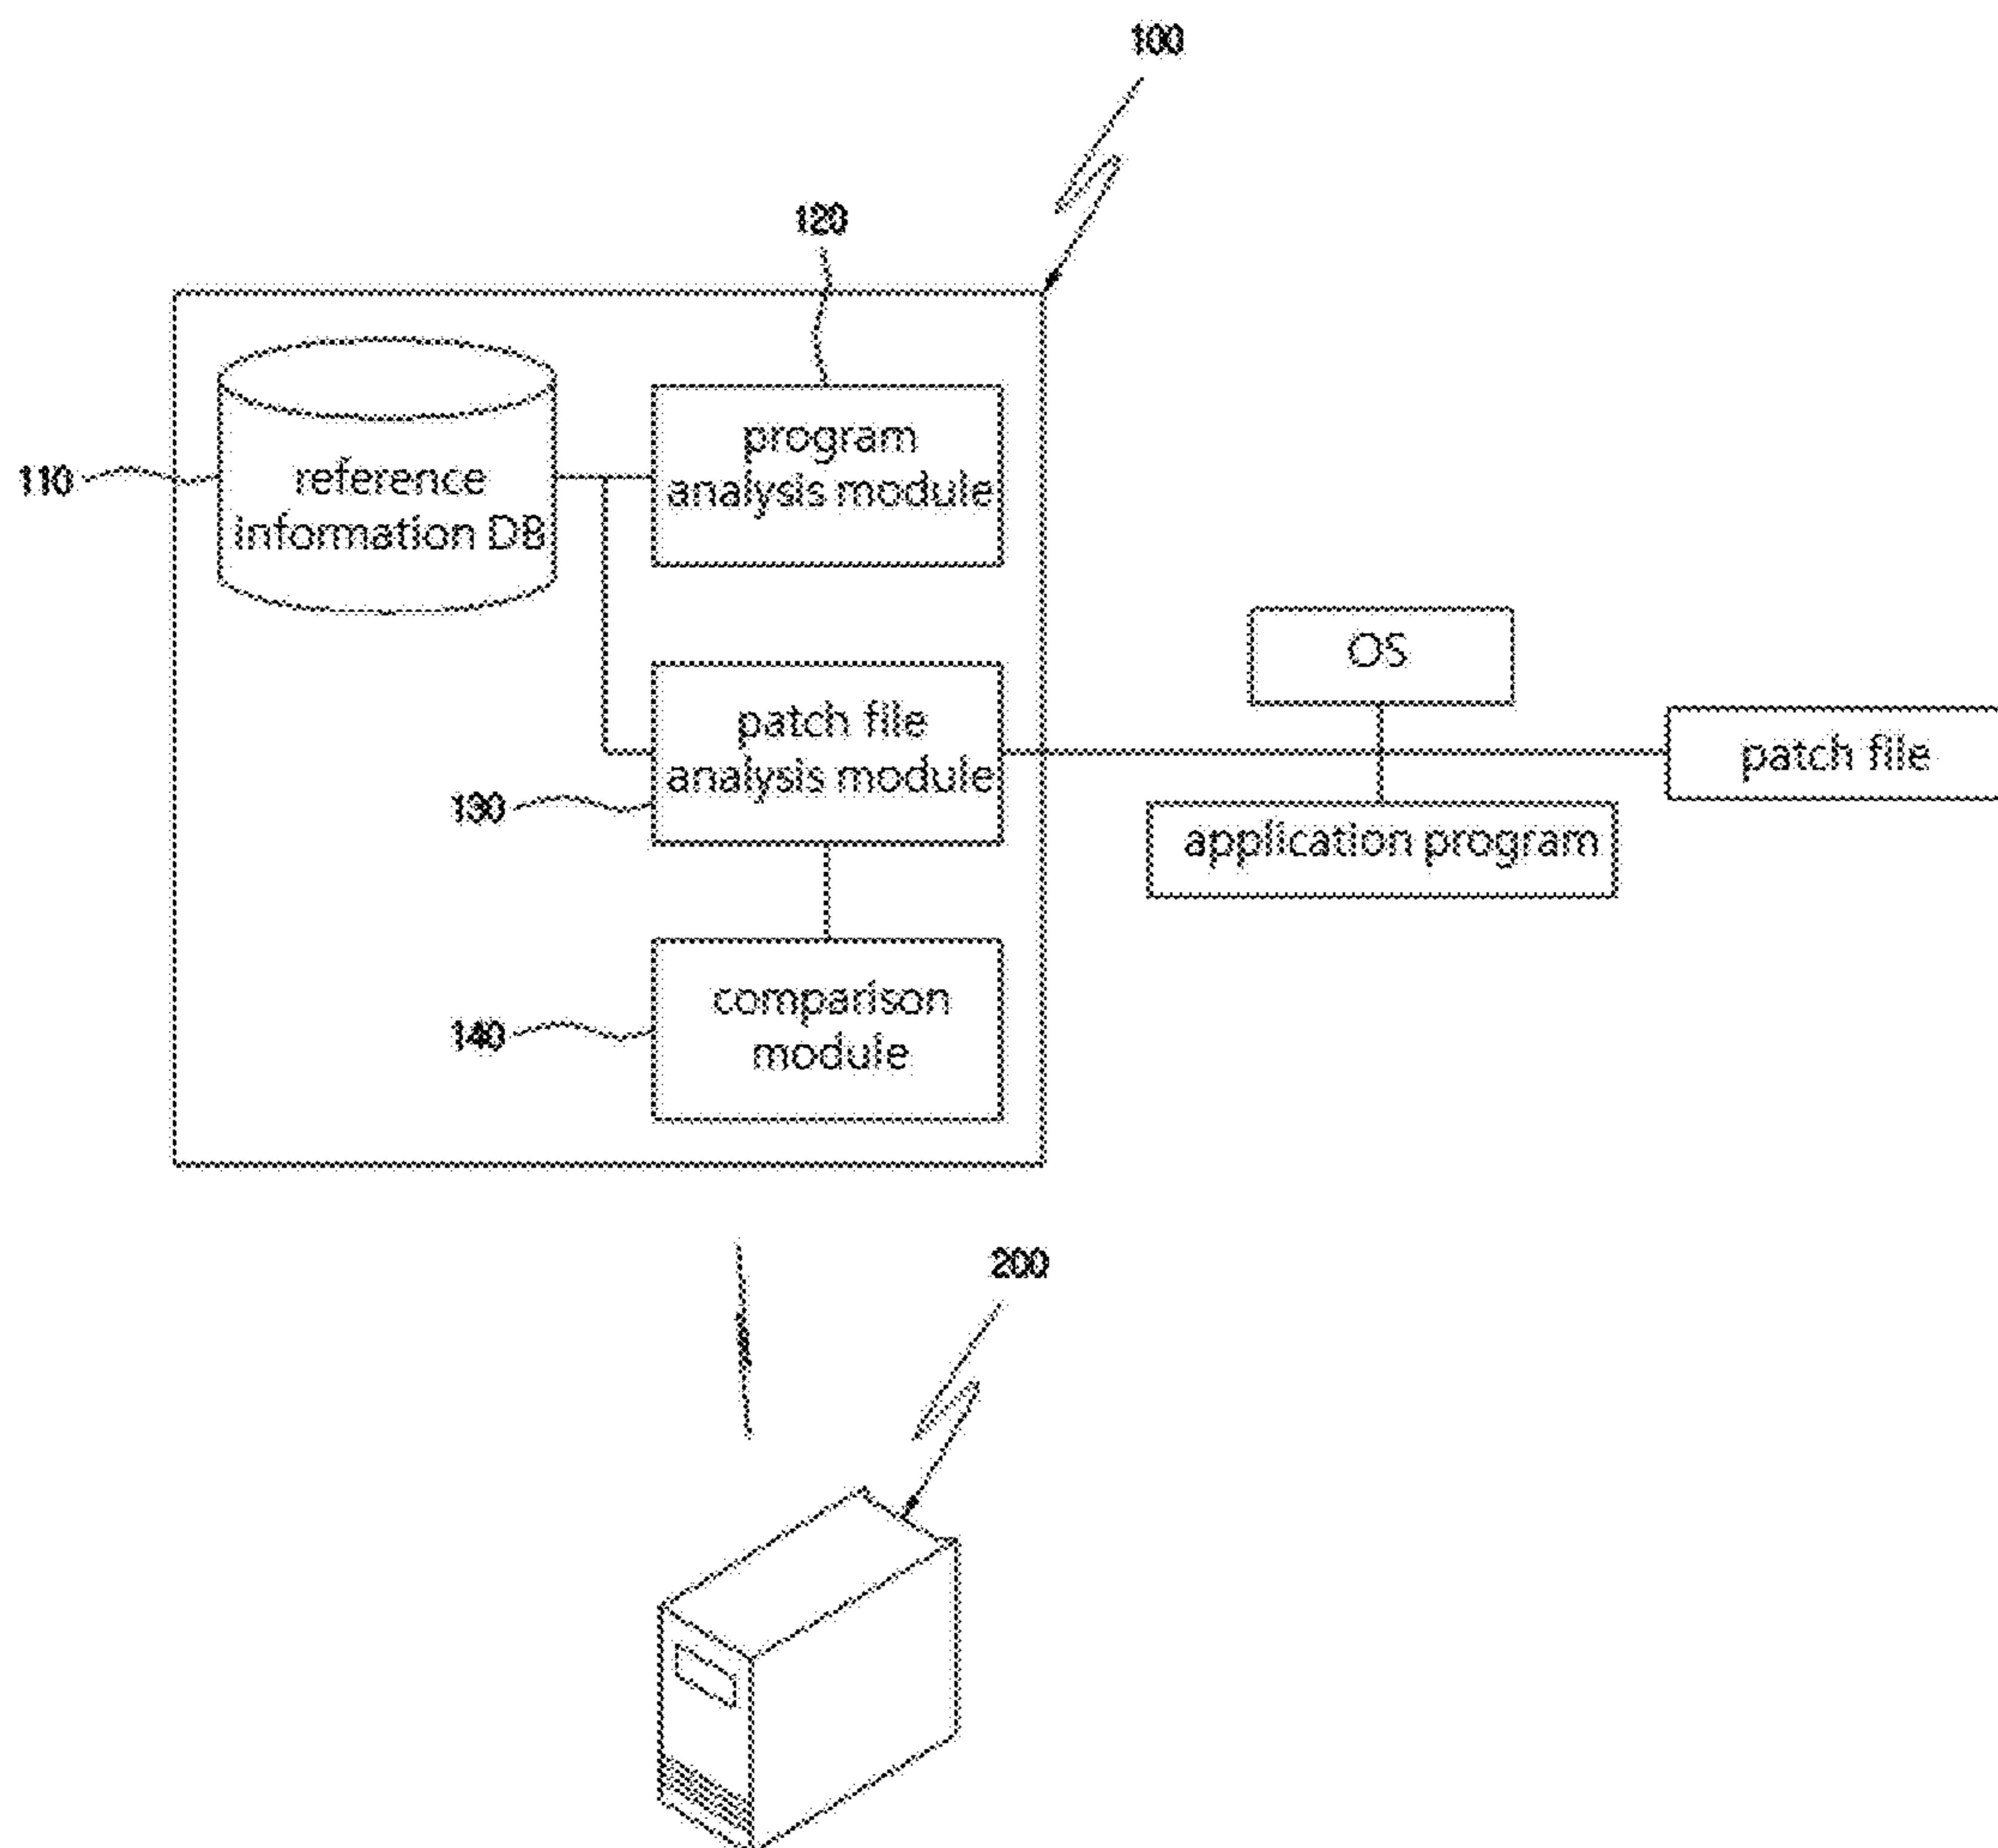 100
120
program
analysis module
110
reference
information DB
OS
patch file
analysis module
patch file
130
application program
comparison
module
140
200